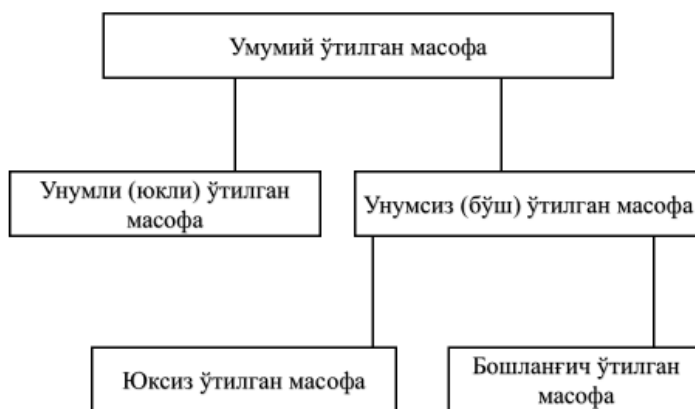 Умумий ўтилган масофа
Унумли (юкли) ўтилган
масофа
Унумсиз (бўш) ўтилган масофа
Юксиз ўтилган масофа
Бошланғич ўтилган
масофа